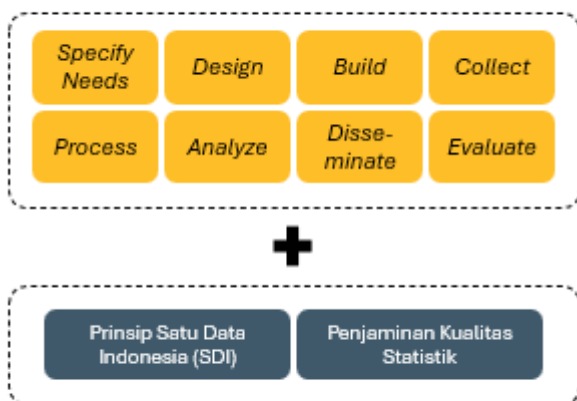 Specify
Needs
Design
Build
Collect
Process
Analyze
Disse-
minate
Evaluate
Prinsip Satu Data
Indonesia (SDI)
Penjaminan Kualitas
Statistik